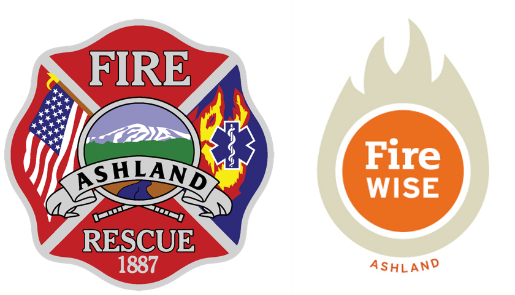 FIRE
ASHLAND
RESCUE
1887
Fire
WISE
ASHLAND